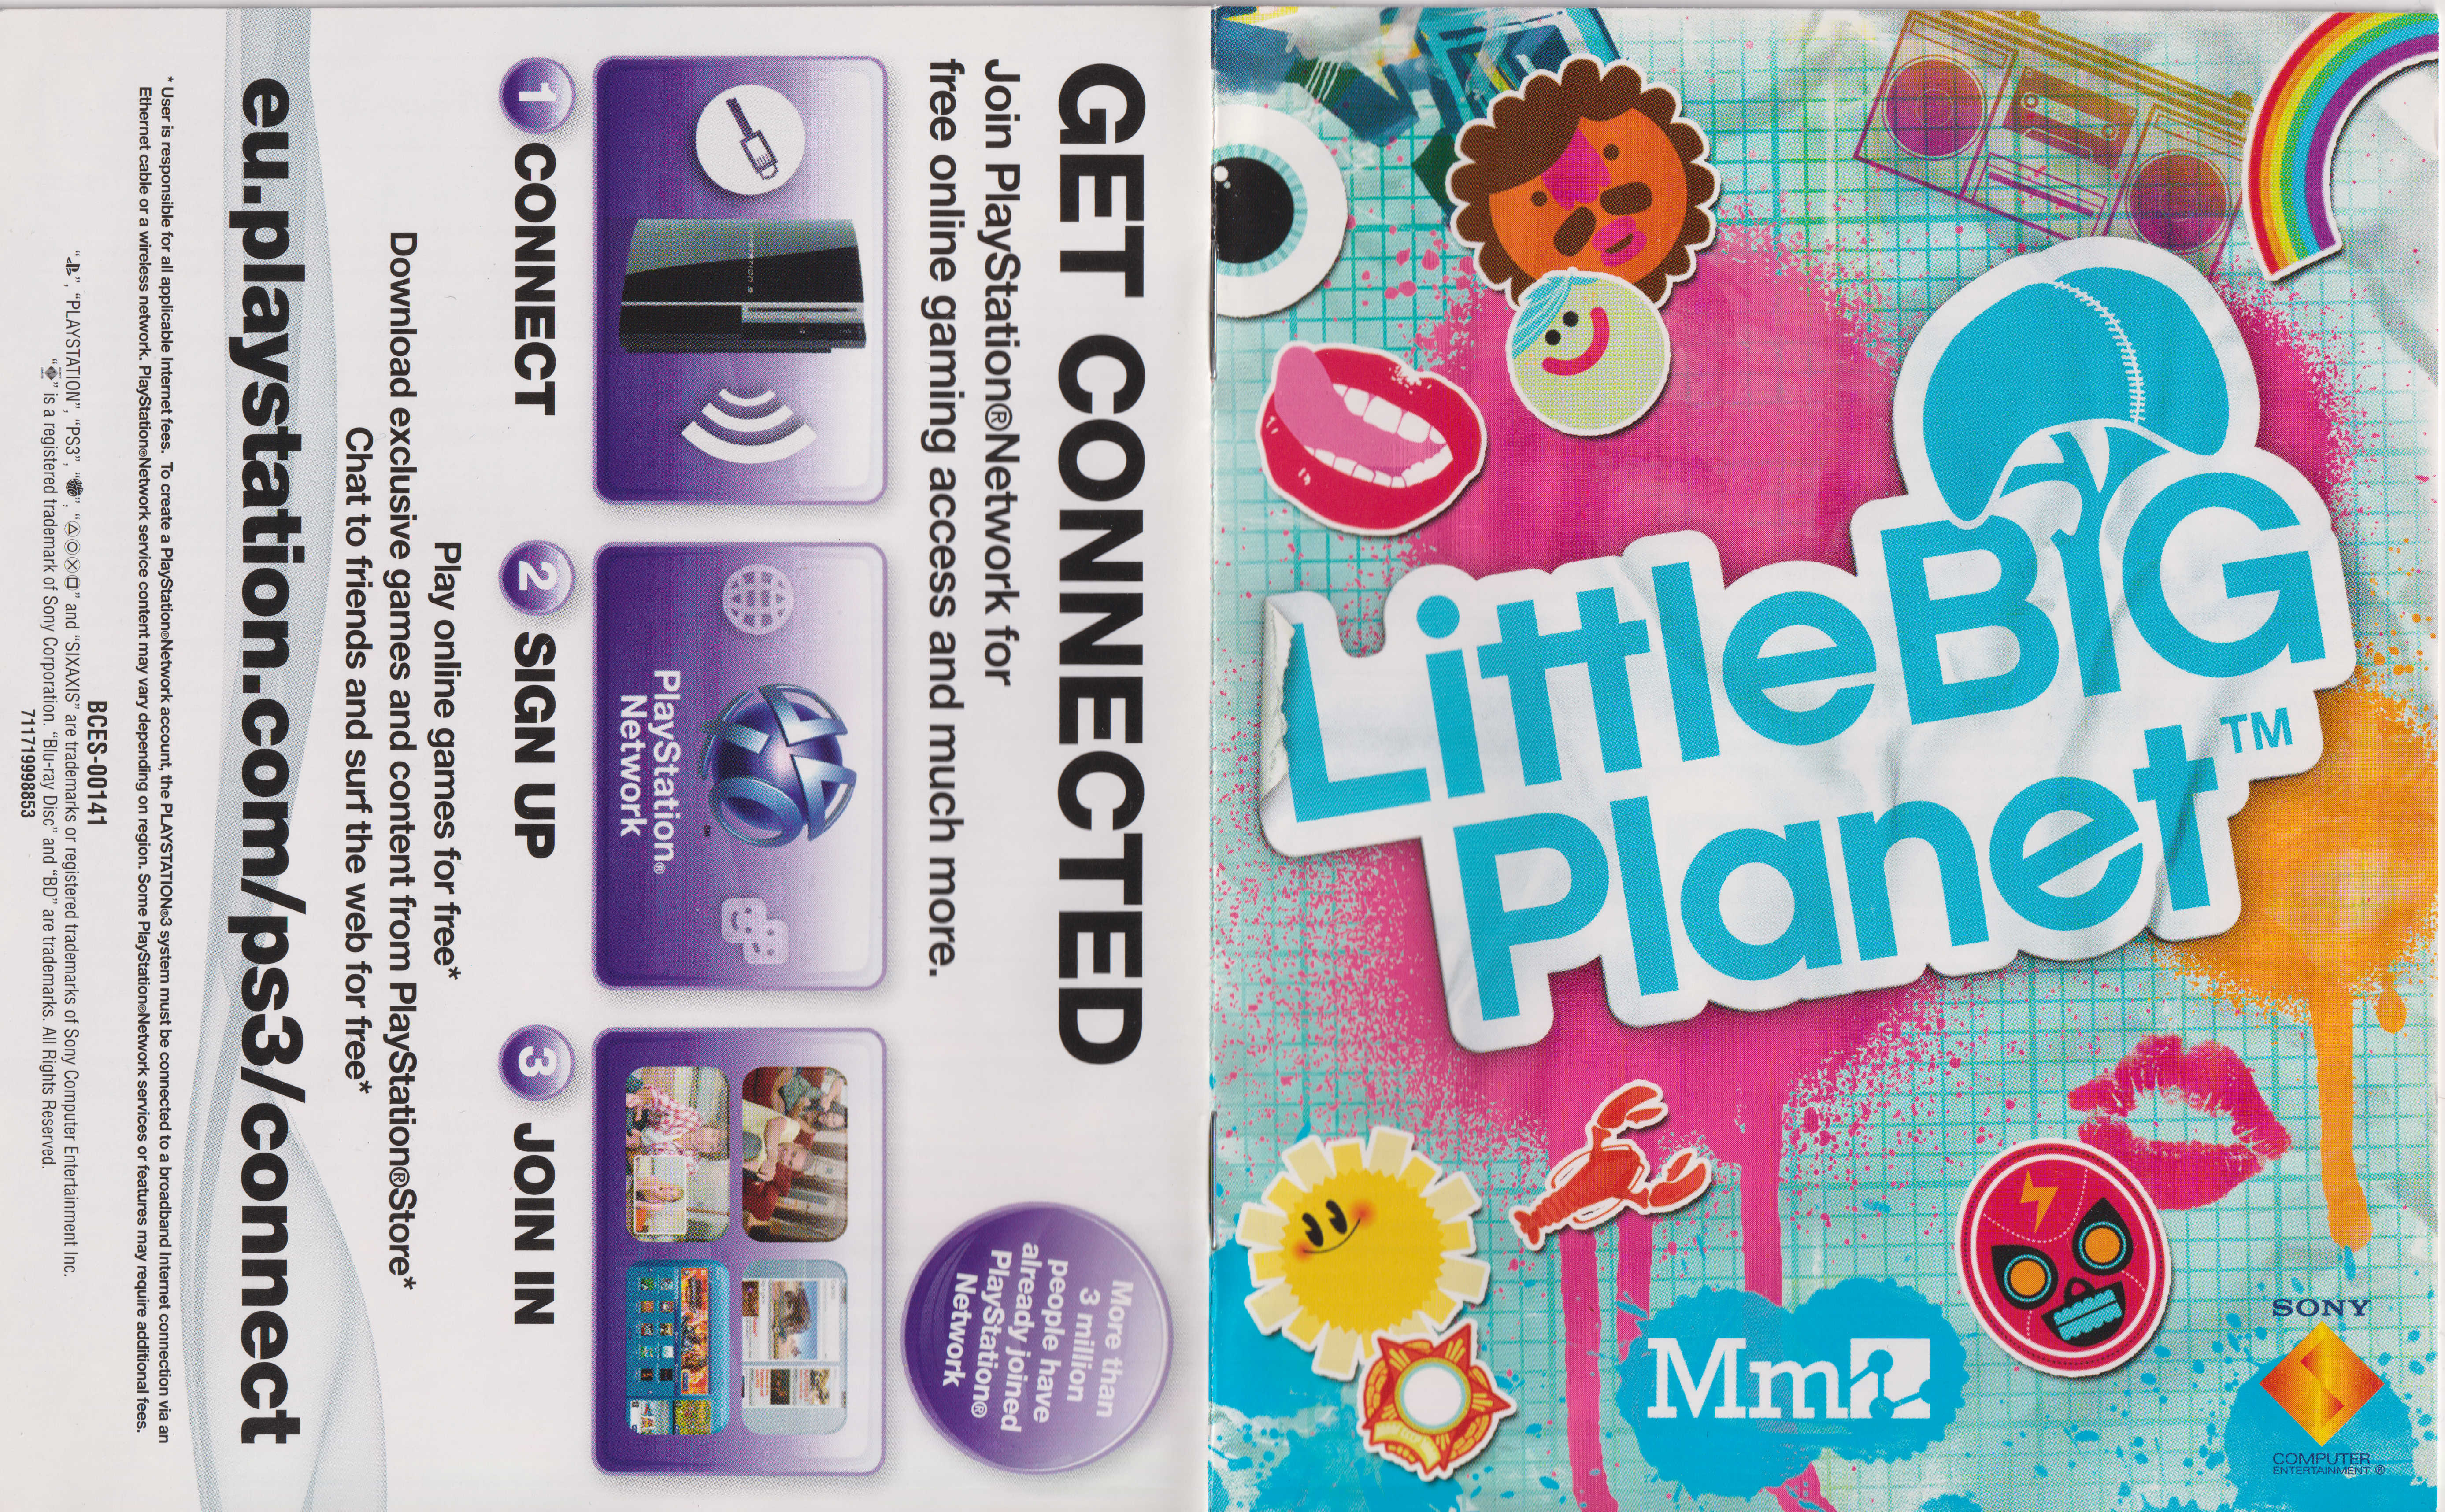 GET CONNECTED
Join PlayStation®Network for
free online gaming access and much more.
More than
3 million
people have
already joined
PlayStation®
Network
PLAYSTATION 3
PlayStation®
Network
1 CONNECT
2 SIGN UP
3 JOIN IN
Play online games for free*
Download exclusive games and content from PlayStation®Store*
Chat to friends and surf the web for free*
eu.playstation.com/ps3/connect
* User is responsible for all applicable Internet fees. To create a PlayStation®Network account, the PLAYSTATION®3 system must be connected to a broadband Internet connection via an
Ethernet cable or a wireless network. PlayStation®Network service content may vary depending on region. Some PlayStation®Network services or features may require additional fees.
BCES-00141
“ ”, “PLAYSTATION”, “PS3”, “ ”, “△○✕□” and “SIXAXIS” are trademarks or registered trademarks of Sony Computer Entertainment Inc.
“ ” is a registered trademark of Sony Corporation. “Blu-ray Disc” and “BD” are trademarks. All Rights Reserved.
711719998853
LittleBIG
Planet™
Mm
SONY
COMPUTER
ENTERTAINMENT ®